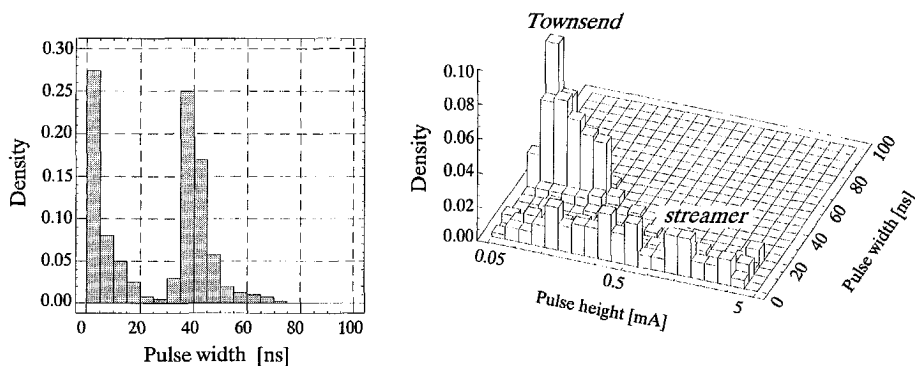 Density
0.30
0.25
0.20
0.15
0.10
0.05
0.00
0 20 40 60 80 100
Pulse width [ns]
Townsend
streamer
Density
0.10
0.08
0.06
0.04
0.02
0.00
0.05 0.5 5
Pulse height [mA]
0 20 40 60 80 100
Pulse width [ns]